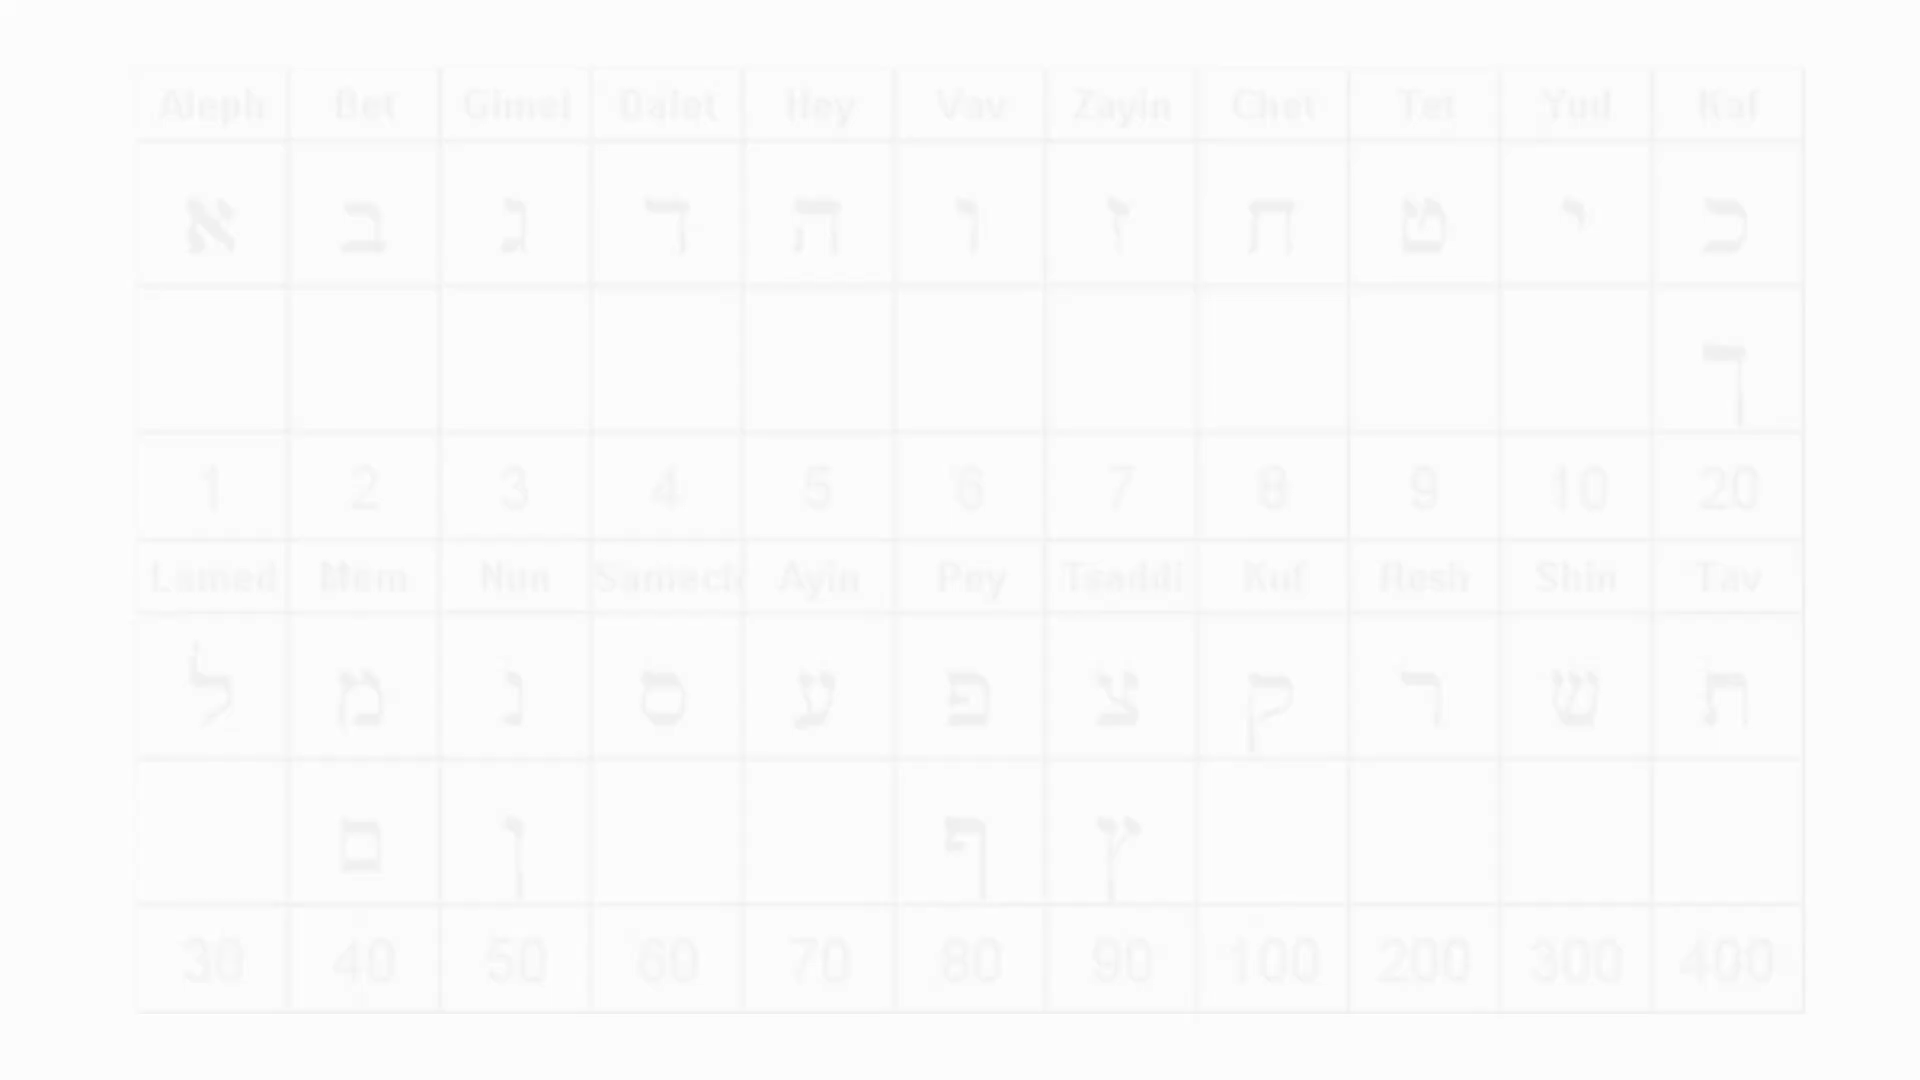 Aleph Bet Gimel Dalet Hey Vav Zayin Chet Tet Yud Kaf
א ב ג ד ה ו ז ח ט י כ
ך
1 2 3 4 5 6 7 8 9 10 20
Lamed Mem Nun Samech Ayin Pey Tsaddi Kuf Resh Shin Tav
ל מ נ ס ע פ צ ק ר ש ת
ם ן ף ץ
30 40 50 60 70 80 90 100 200 300 400